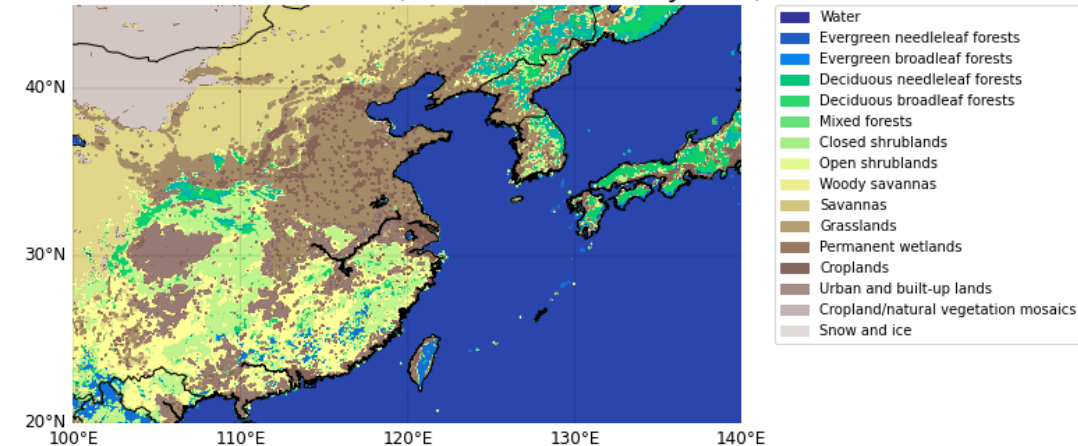 Water
Evergreen needleleaf forests
Evergreen broadleaf forests
Deciduous needleleaf forests
Deciduous broadleaf forests
Mixed forests
Closed shrublands
Open shrublands
Woody savannas
Savannas
Grasslands
Permanent wetlands
Croplands
Urban and built-up lands
Cropland/natural vegetation mosaics
Snow and ice
40°N
30°N
20°N
100°E 110°E 120°E 130°E 140°E